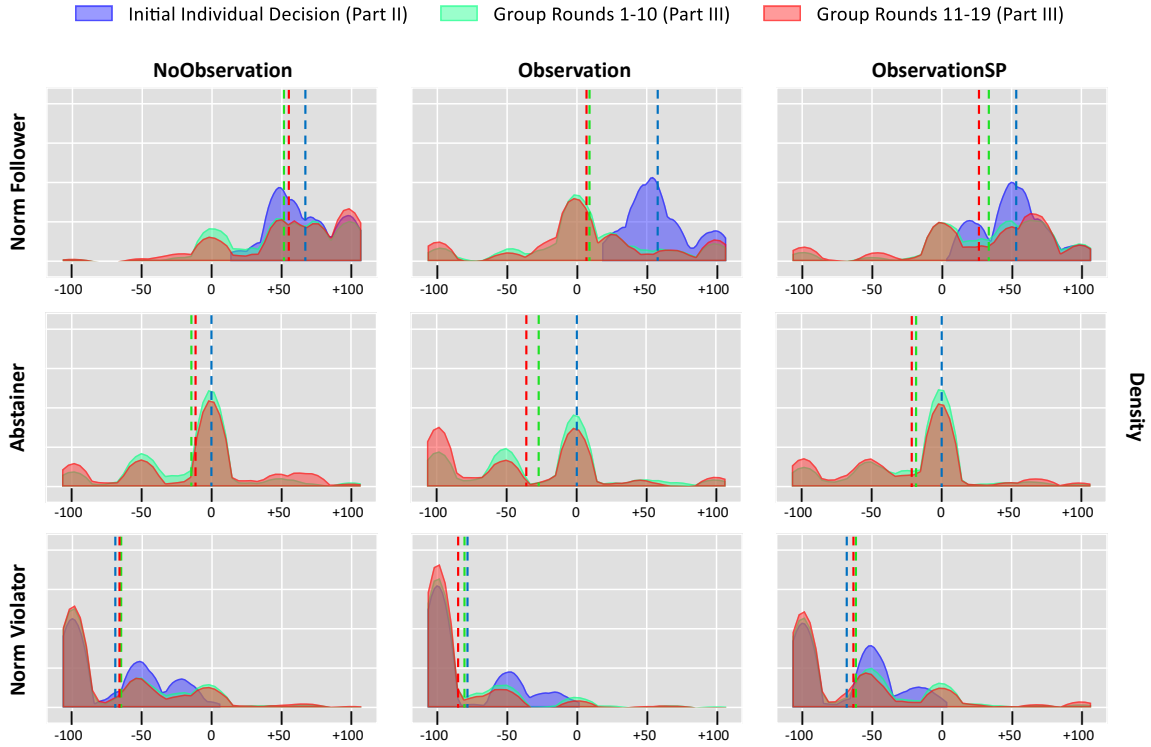 Initial Individual Decision (Part II) Group Rounds 1-10 (Part III) Group Rounds 11-19 (Part III)
NoObservation Observation ObservationSP
Norm Follower
-100 -50 0 +50 +100 -100 -50 0 +50 +100 -100 -50 0 +50 +100
Abstainer
Density
-100 -50 0 +50 +100 -100 -50 0 +50 +100 -100 -50 0 +50 +100
Norm Violator
-100 -50 0 +50 +100 -100 -50 0 +50 +100 -100 -50 0 +50 +100